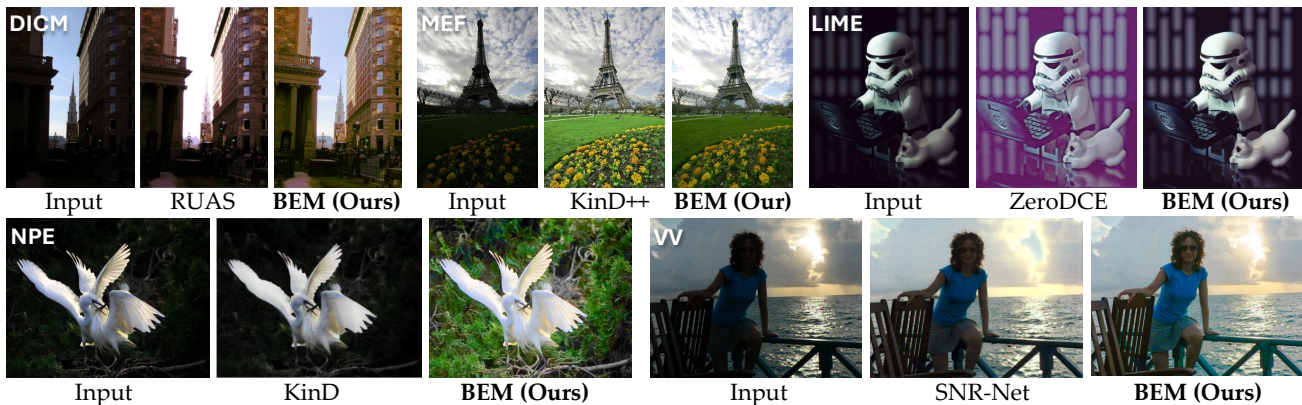 DICM MEF LIME
Input RUAS BEM (Ours) Input KinD++ BEM (Our) Input ZeroDCE BEM (Ours)
NPE VV
Input KinD BEM (Ours) Input SNR-Net BEM (Ours)